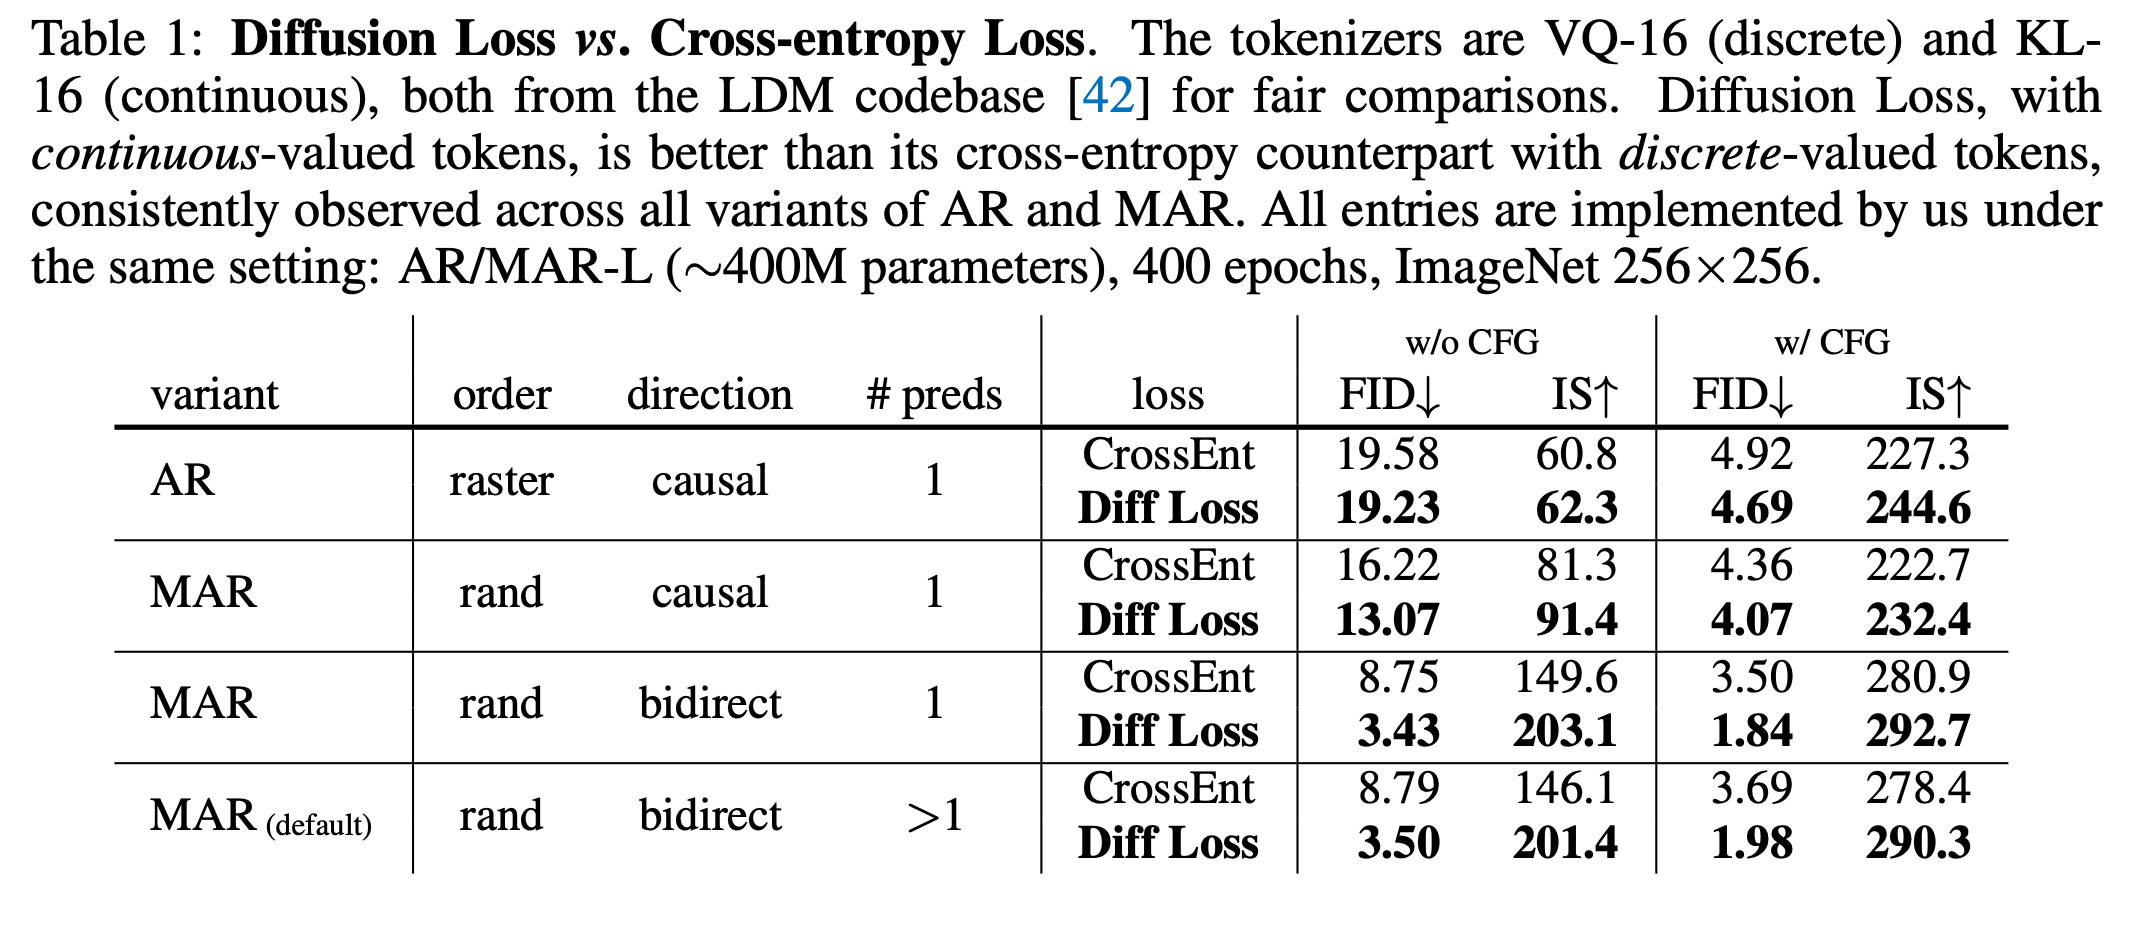 Table 1: Diffusion Loss vs. Cross-entropy Loss. The tokenizers are VQ-16 (discrete) and KL-
16 (continuous), both from the LDM codebase [42] for fair comparisons. Diffusion Loss, with
continuous-valued tokens, is better than its cross-entropy counterpart with discrete-valued tokens,
consistently observed across all variants of AR and MAR. All entries are implemented by us under
the same setting: AR/MAR-L (∼400M parameters), 400 epochs, ImageNet 256×256.
w/o CFG w/ CFG
variant order direction # preds loss FID↓ IS↑ FID↓ IS↑
CrossEnt 19.58 60.8 4.92 227.3
AR raster causal 1
Diff Loss 19.23 62.3 4.69 244.6
CrossEnt 16.22 81.3 4.36 222.7
MAR rand causal 1
Diff Loss 13.07 91.4 4.07 232.4
CrossEnt 8.75 149.6 3.50 280.9
MAR rand bidirect 1
Diff Loss 3.43 203.1 1.84 292.7
CrossEnt 8.79 146.1 3.69 278.4
MAR (default) rand bidirect >1
Diff Loss 3.50 201.4 1.98 290.3